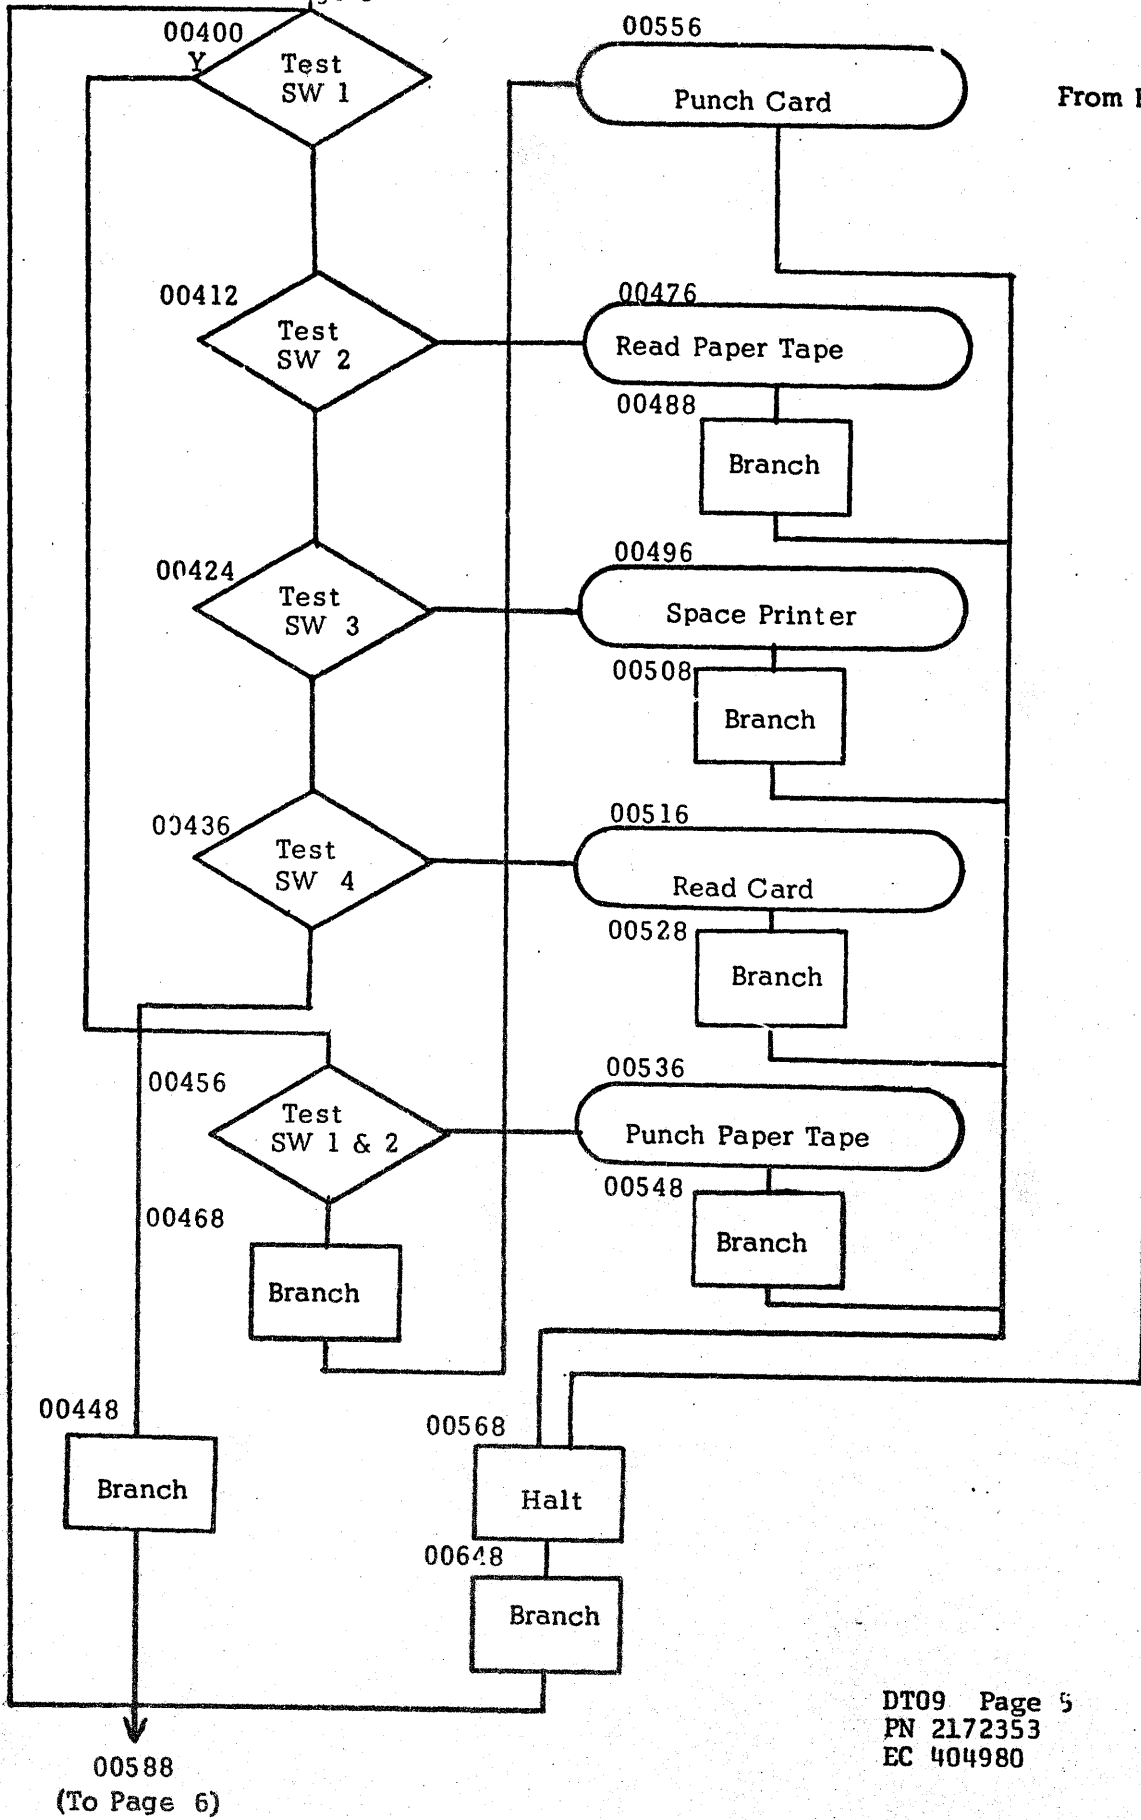 00400
Y
Test
SW 1
00556
Punch Card
From
00412
Test
SW 2
00476
Read Paper Tape
00488
Branch
00424
Test
SW 3
00496
Space Printer
00508
Branch
00436
Test
SW 4
00516
Read Card
00528
Branch
00456
Test
SW 1 & 2
00536
Punch Paper Tape
00548
Branch
00468
Branch
00448
Branch
00568
Halt
00648
Branch
00588
(To Page 6)
DT09 Page 5
PN 2172353
EC 404980